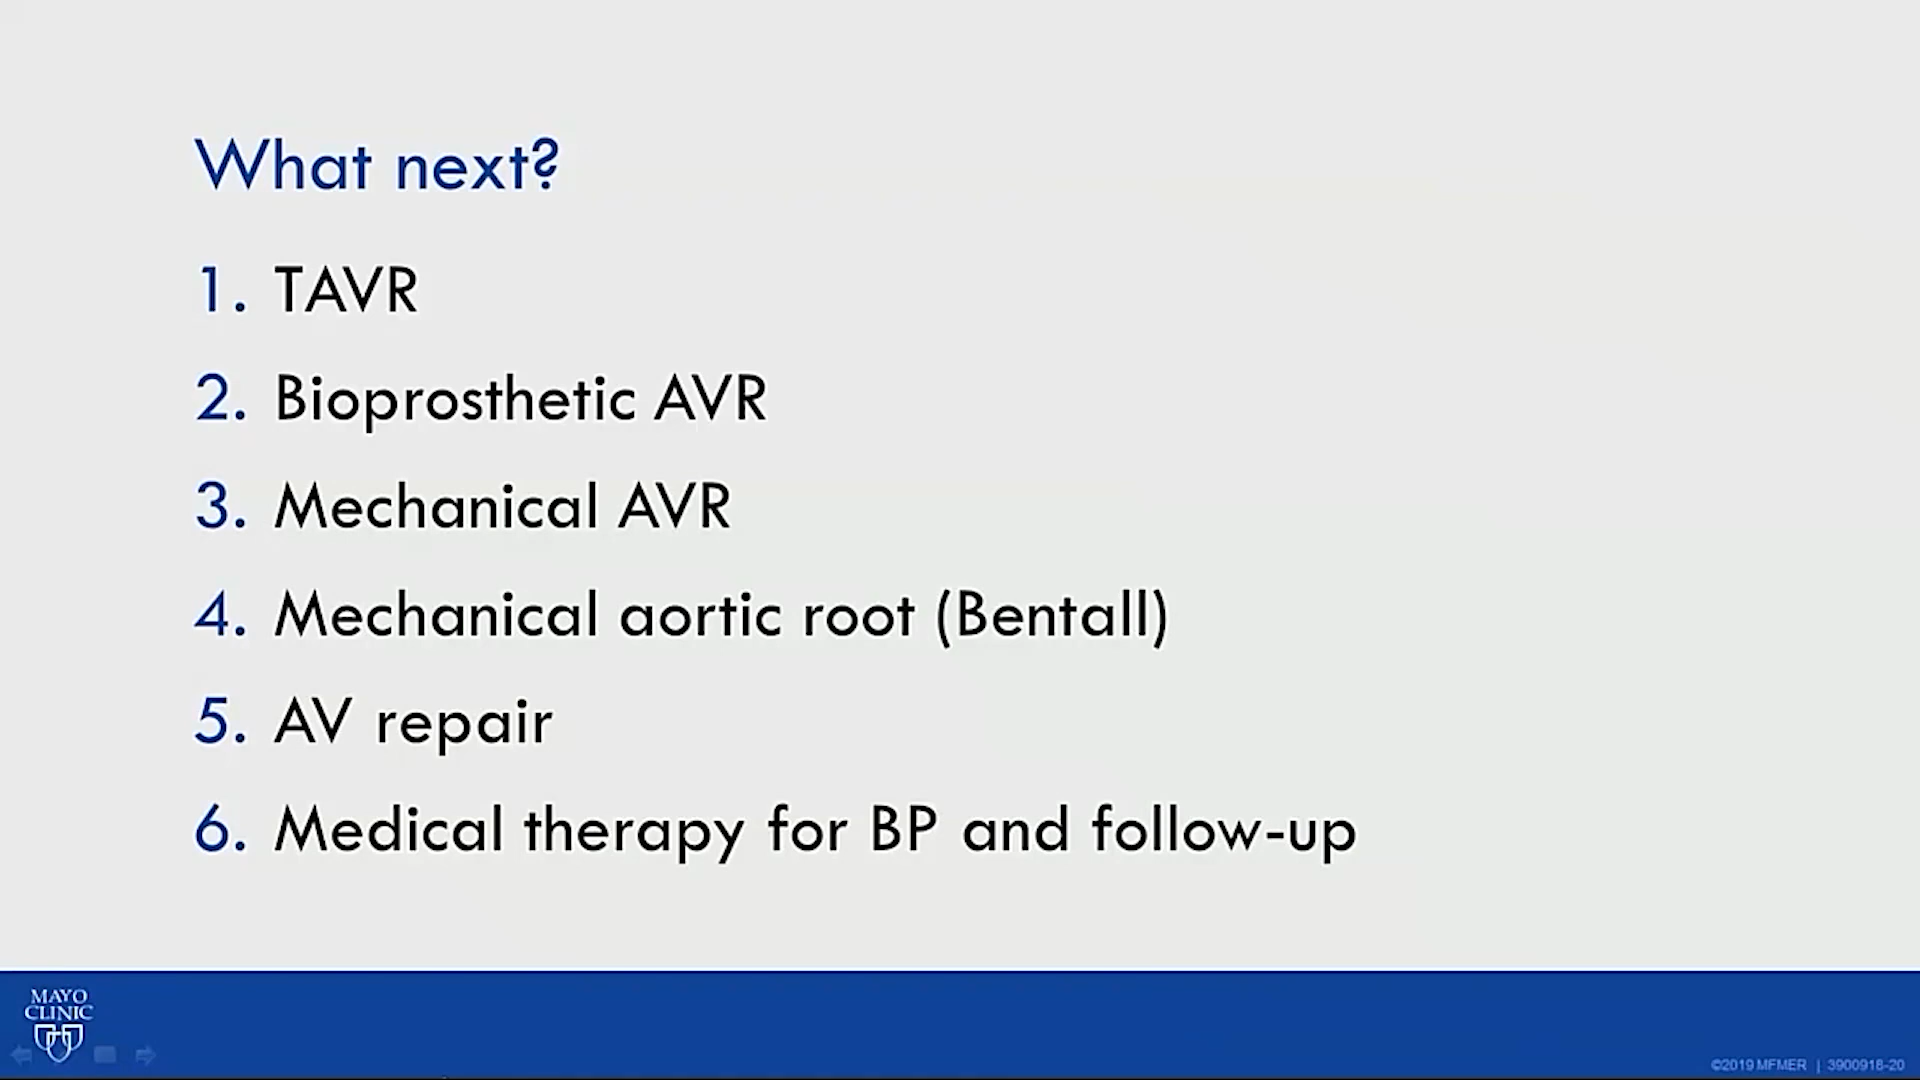 What next?
1. TAVR
2. Bioprosthetic AVR
3. Mechanical AVR
4. Mechanical aortic root (Bentall)
5. AV repair
6. Medical therapy for BP and follow-up
MAYO
CLINIC
©2019 MFMER | 3900918-20